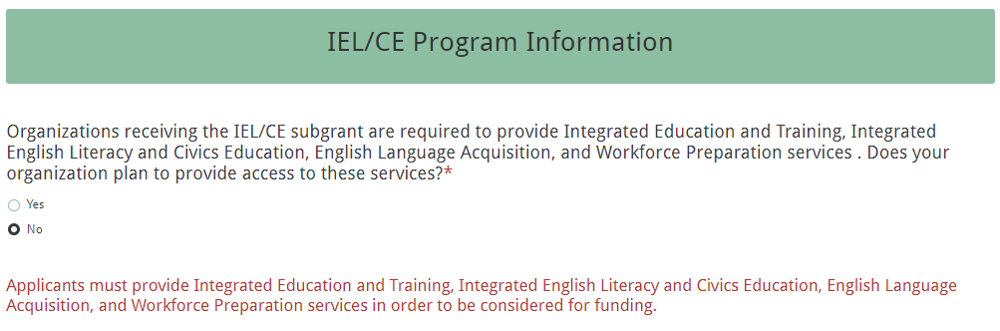 IEL/CE Program Information
Organizations receiving the IEL/CE subgrant are required to provide Integrated Education and Training, Integrated
English Literacy and Civics Education, English Language Acquisition, and Workforce Preparation services . Does your
organization plan to provide access to these services?*
Yes
No
Applicants must provide Integrated Education and Training, Integrated English Literacy and Civics Education, English Language
Acquisition, and Workforce Preparation services in order to be considered for funding.